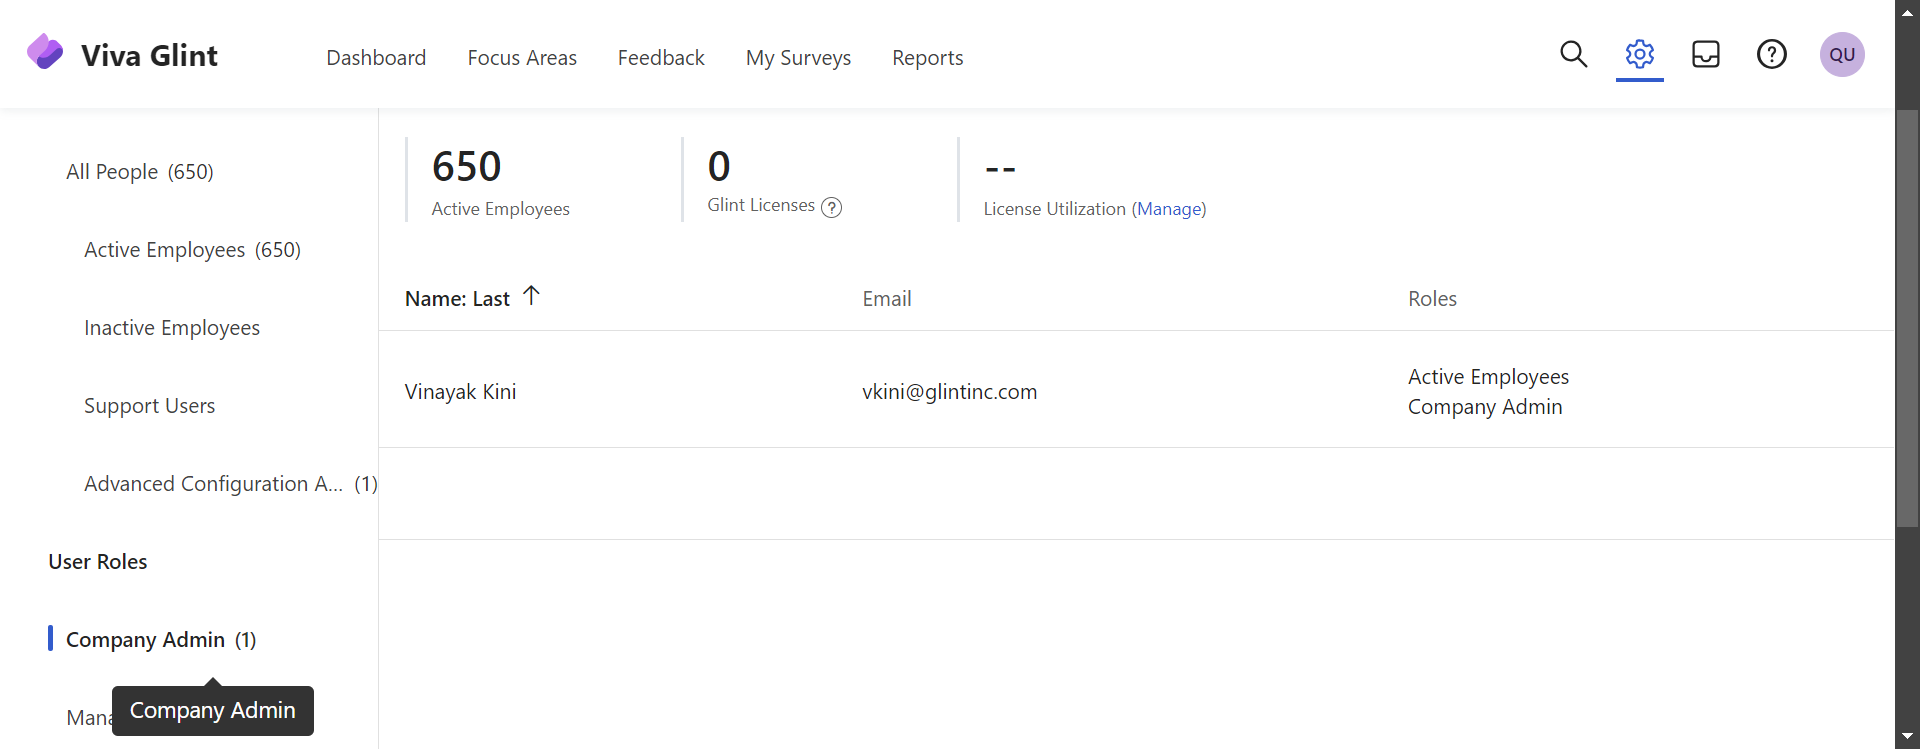 Viva Glint
Dashboard
Focus Areas
Feedback
My Surveys
Reports
QU
All People (650)
Active Employees (650)
Inactive Employees
Support Users
Advanced Configuration A... (1)
User Roles
Company Admin (1)
Mana
Company Admin
650
Active Employees
0
Glint Licenses ?
--
License Utilization (Manage)
Name: Last ↑
Email
Roles
Vinayak Kini
vkini@glintinc.com
Active Employees
Company Admin